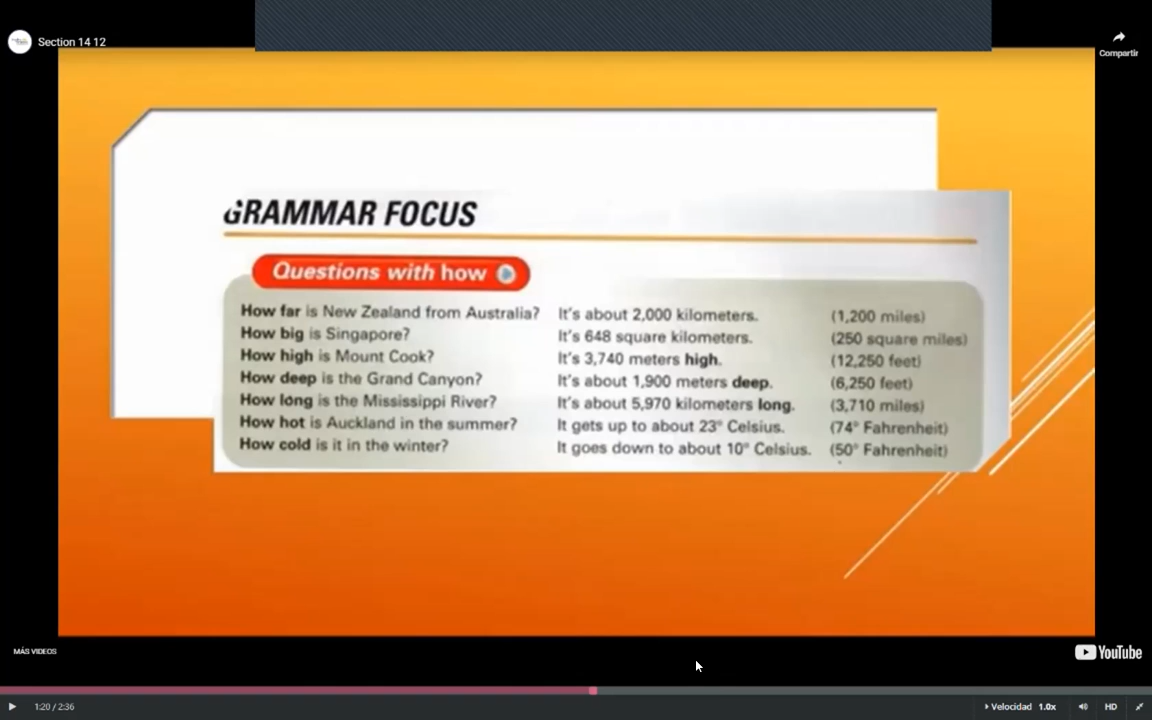 Section 14 12
Compartir
GRAMMAR FOCUS
Questions with how
How far is New Zealand from Australia? It's about 2,000 kilometers. (1,200 miles)
How big is Singapore? It's 648 square kilometers. (250 square miles)
How high is Mount Cook? It's 3,740 meters high. (12,250 feet)
How deep is the Grand Canyon? It's about 1,900 meters deep. (6,250 feet)
How long is the Mississippi River? It's about 5,970 kilometers long. (3,710 miles)
How hot is Auckland in the summer? It gets up to about 23° Celsius. (74° Fahrenheit)
How cold is it in the winter? It goes down to about 10° Celsius. (50° Fahrenheit)
MÁS VIDEOS
YouTube
1:20 / 2:36
Velocidad 1.0x
HD